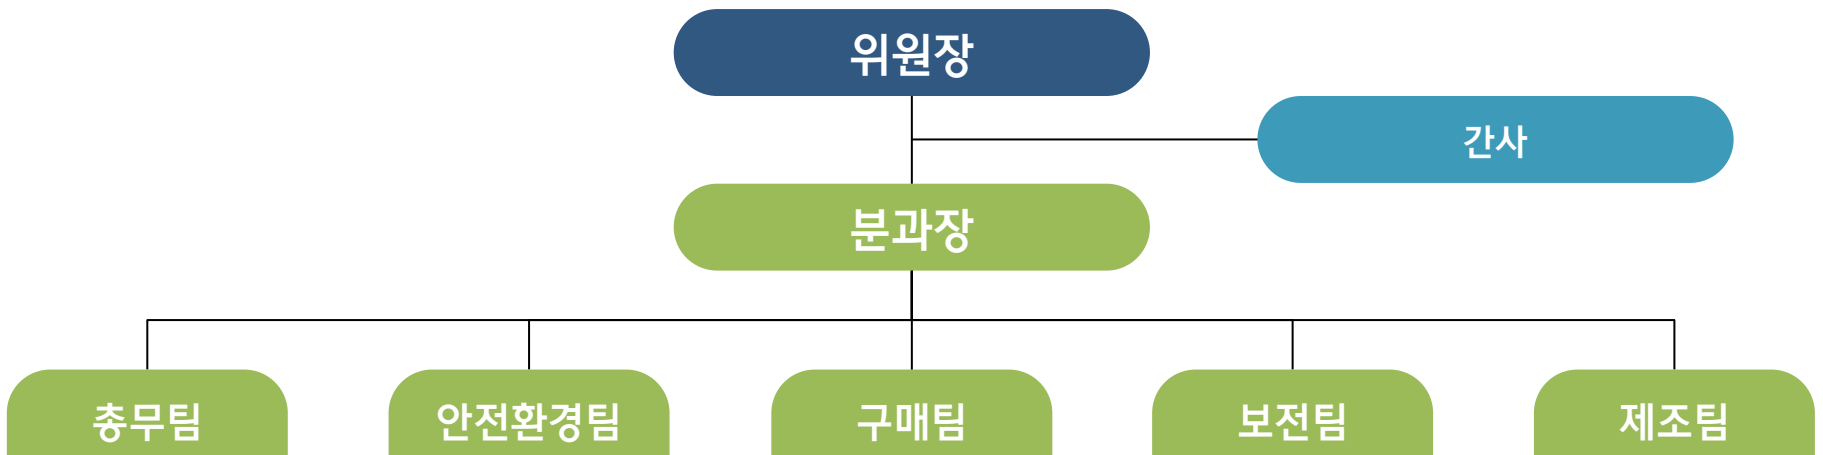 위원장
간사
분과장
총무팀
안전환경팀
구매팀
보전팀
제조팀